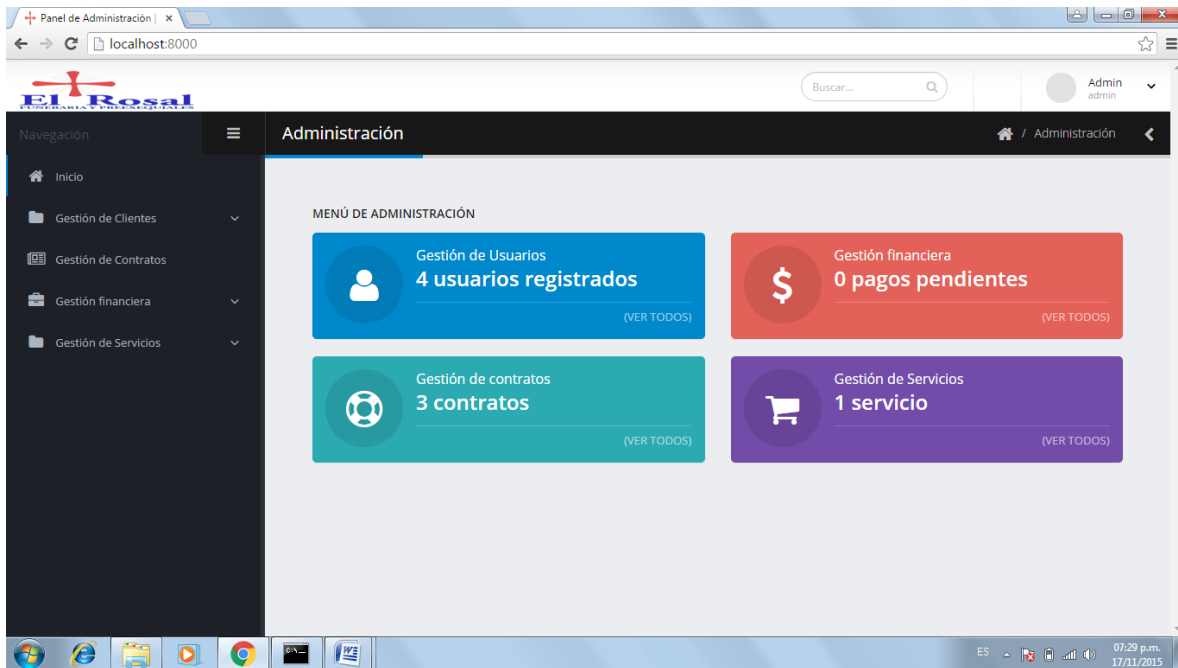 Panel de Administración |
localhost:8000
El Rosal
FUNERARIA Y PREEXEQUIALES
Buscar...
Admin
admin
Navegación
Administración
/ Administración
Inicio
Gestión de Clientes
Gestión de Contratos
Gestión financiera
Gestión de Servicios
MENÚ DE ADMINISTRACIÓN
Gestión de Usuarios
4 usuarios registrados
(VER TODOS)
Gestión financiera
0 pagos pendientes
(VER TODOS)
Gestión de contratos
3 contratos
(VER TODOS)
Gestión de Servicios
1 servicio
(VER TODOS)
ES
07:29 p.m.
17/11/2015